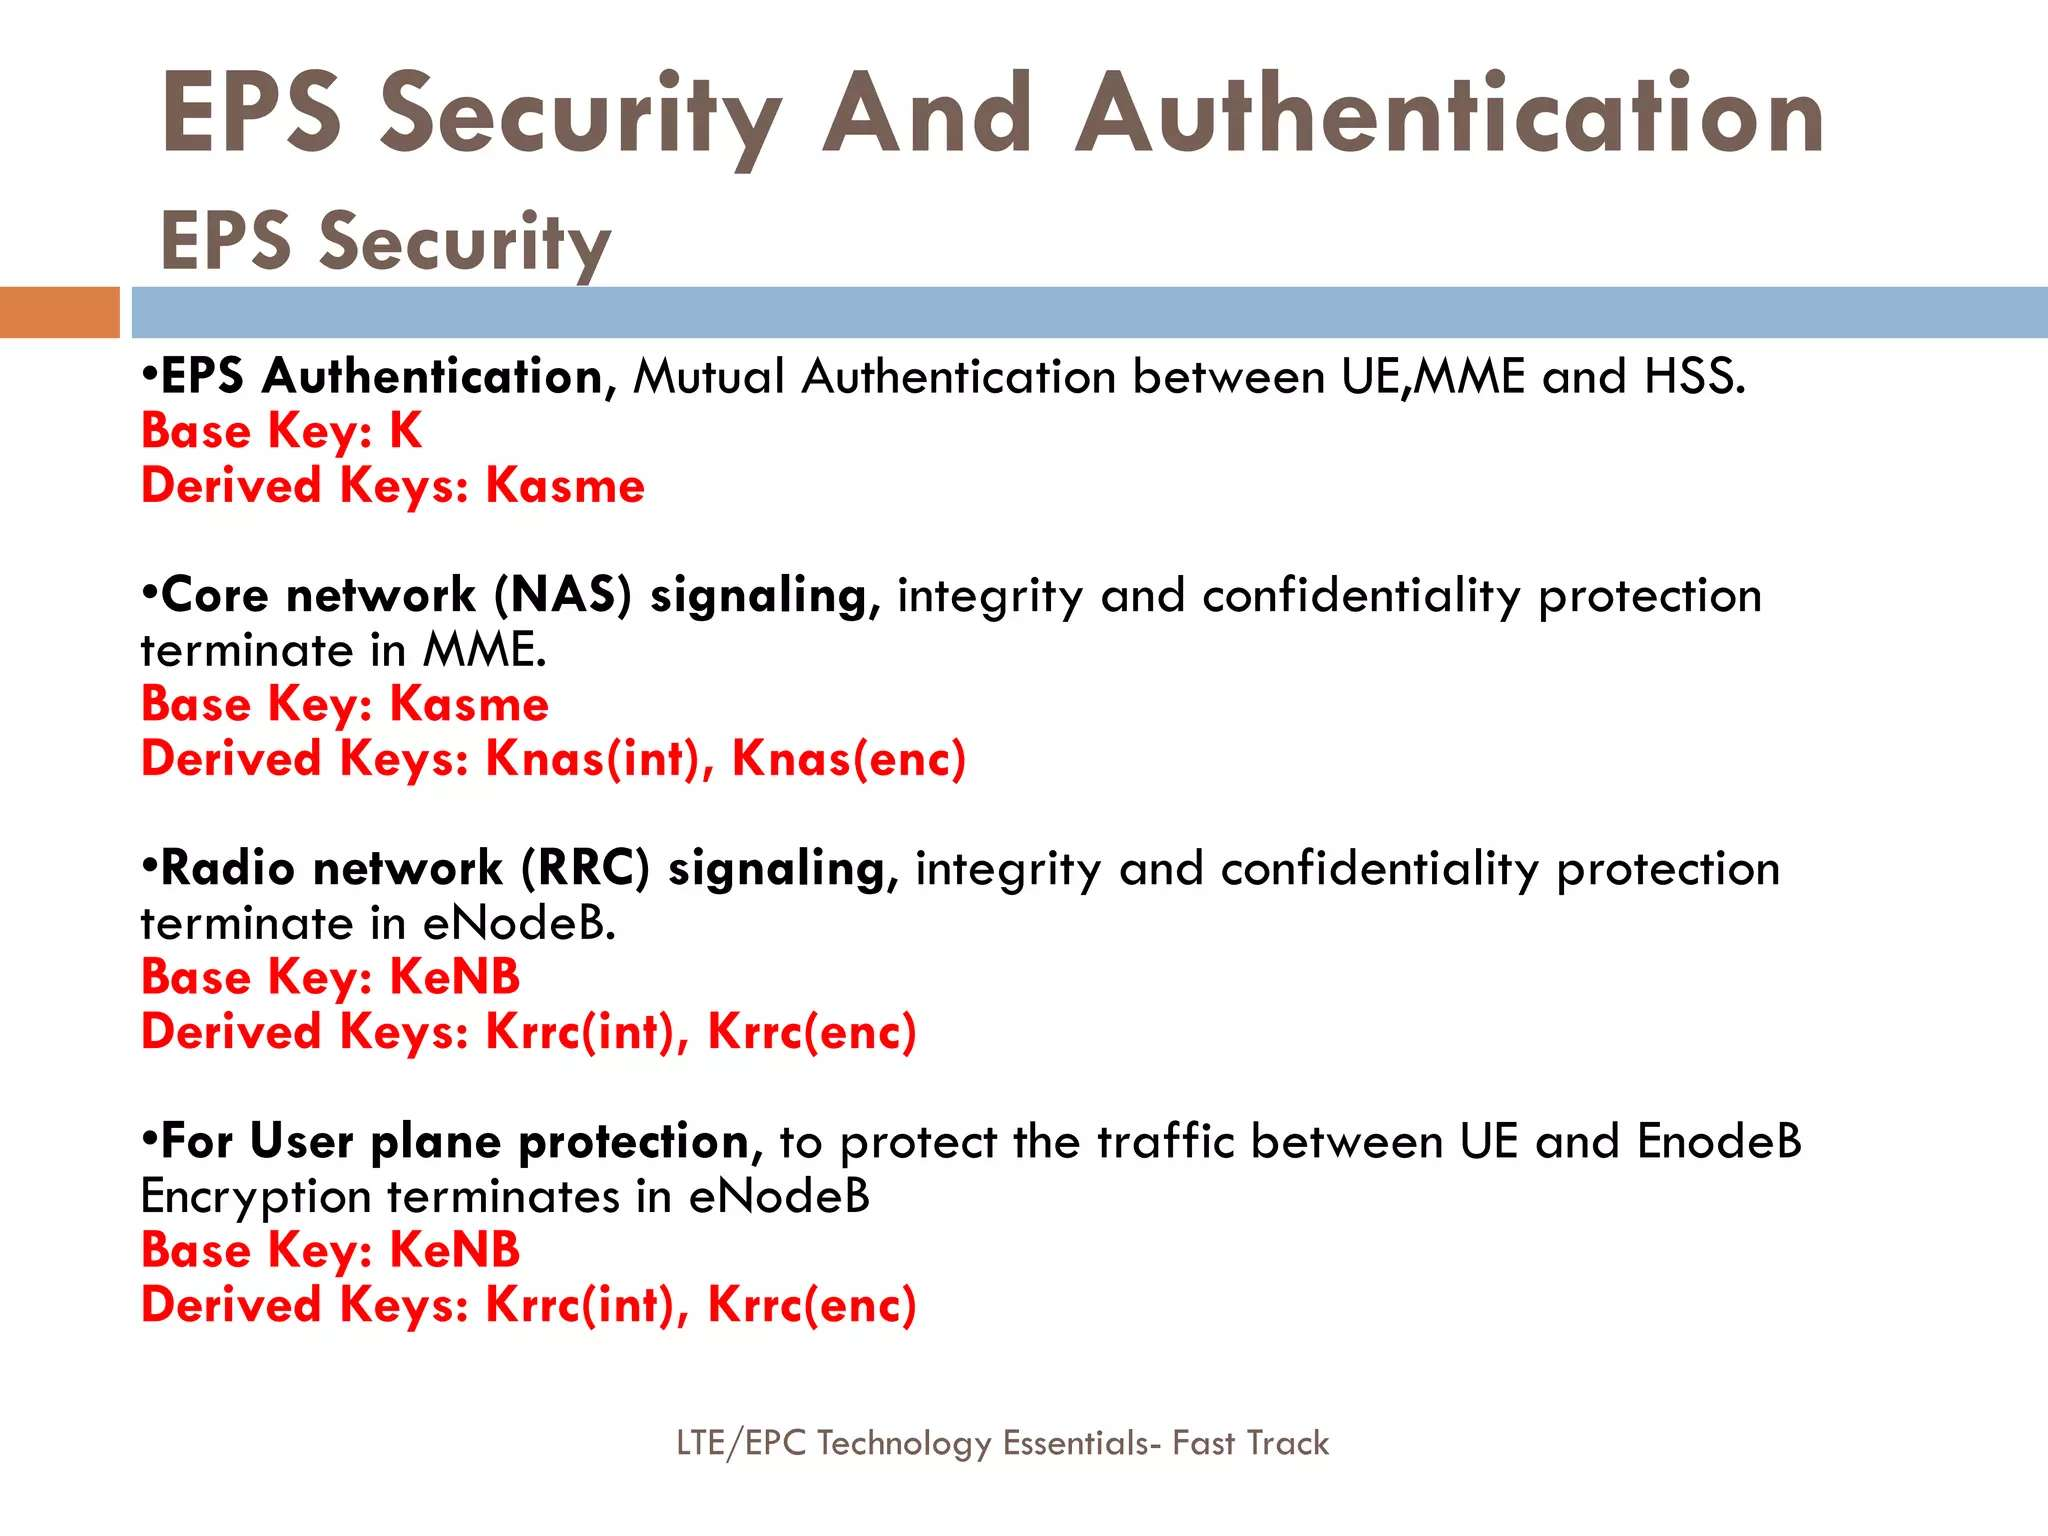 EPS Security And Authentication
EPS Security
•EPS Authentication, Mutual Authentication between UE,MME and HSS.
Base Key: K
Derived Keys: Kasme
•Core network (NAS) signaling, integrity and confidentiality protection
terminate in MME.
Base Key: Kasme
Derived Keys: Knas(int), Knas(enc)
•Radio network (RRC) signaling, integrity and confidentiality protection
terminate in eNodeB.
Base Key: KeNB
Derived Keys: Krrc(int), Krrc(enc)
•For User plane protection, to protect the traffic between UE and EnodeB
Encryption terminates in eNodeB
Base Key: KeNB
Derived Keys: Krrc(int), Krrc(enc)
LTE/EPC Technology Essentials- Fast Track